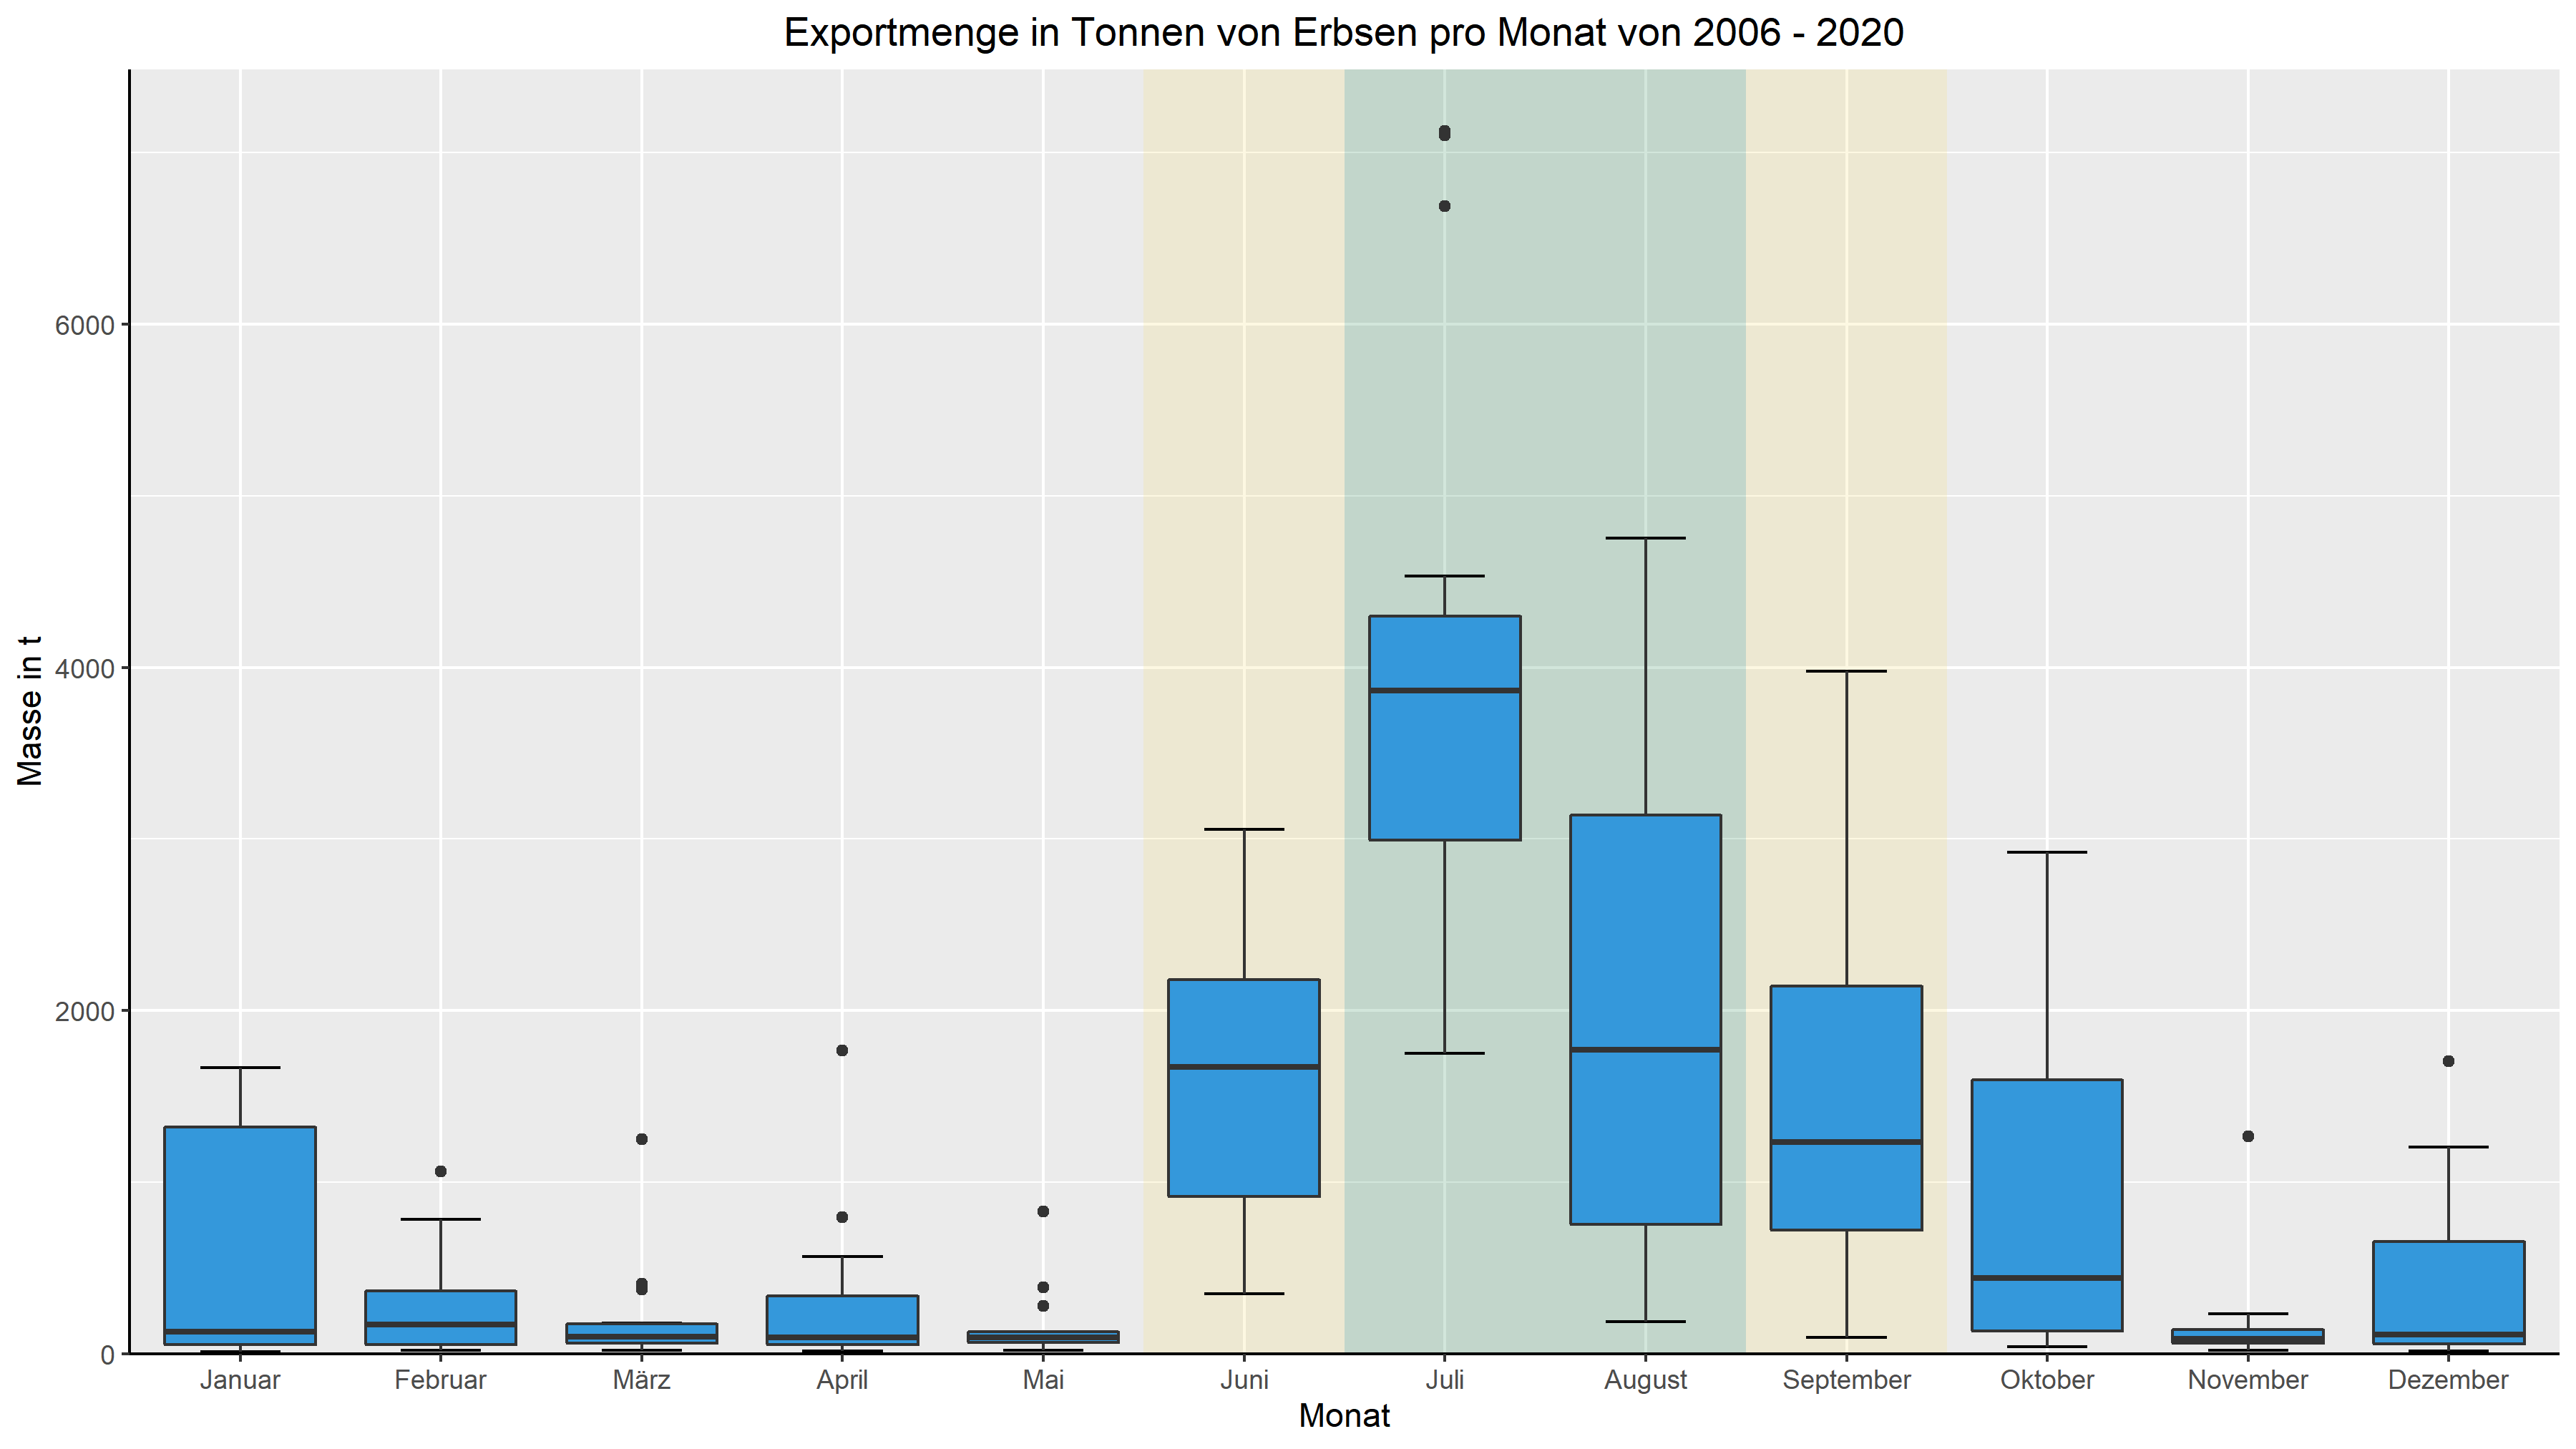 Exportmenge in Tonnen von Erbsen pro Monat von 2006 - 2020
Masse in t
6000
4000
2000
0
Januar Februar März April Mai Juni Juli August September Oktober November Dezember
Monat